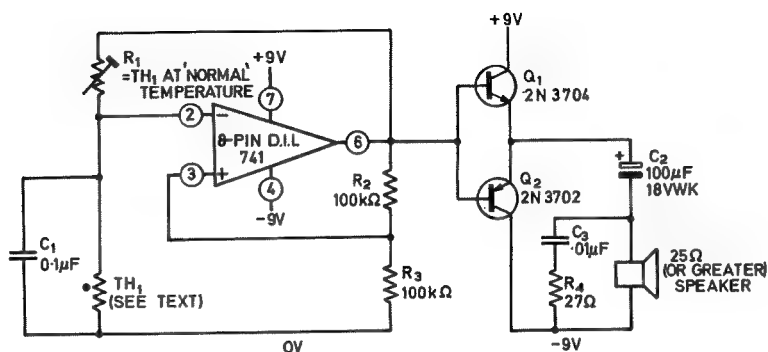 R1
=TH1 AT 'NORMAL'
TEMPERATURE
+9V
7
2
-
8-PIN D.I.L
741
6
3
+
4
-9V
C1
0·1µF
TH1
(SEE TEXT)
R2
100kΩ
R3
100kΩ
0V
+9V
Q1
2N 3704
Q2
2N3702
+
C2
100µF
18VWK
C3
·01µF
R4
27Ω
25Ω
(OR GREATER)
SPEAKER
-9V